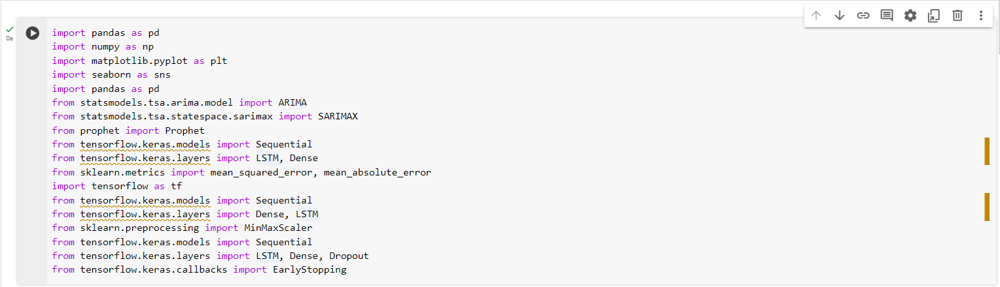 0s
import pandas as pd
import numpy as np
import matplotlib.pyplot as plt
import seaborn as sns
import pandas as pd
from statsmodels.tsa.arima.model import ARIMA
from statsmodels.tsa.statespace.sarimax import SARIMAX
from prophet import Prophet
from tensorflow.keras.models import Sequential
from tensorflow.keras.layers import LSTM, Dense
from sklearn.metrics import mean_squared_error, mean_absolute_error
import tensorflow as tf
from tensorflow.keras.models import Sequential
from tensorflow.keras.layers import Dense, LSTM
from sklearn.preprocessing import MinMaxScaler
from tensorflow.keras.models import Sequential
from tensorflow.keras.layers import LSTM, Dense, Dropout
from tensorflow.keras.callbacks import EarlyStopping